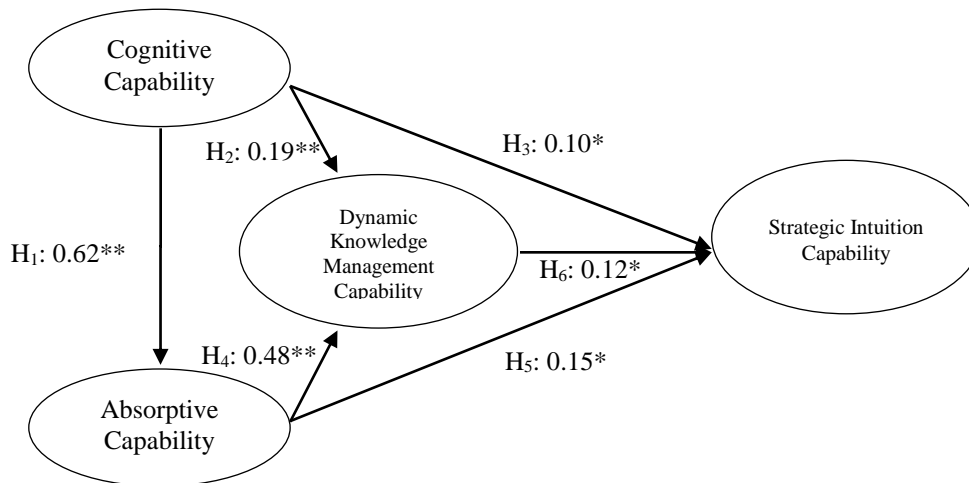 Cognitive
Capability
H₂: 0.19**
H₃: 0.10*
Dynamic
Knowledge
Management
Capability
Strategic Intuition
Capability
H₁: 0.62**
H₆: 0.12*
H₄: 0.48**
H₅: 0.15*
Absorptive
Capability